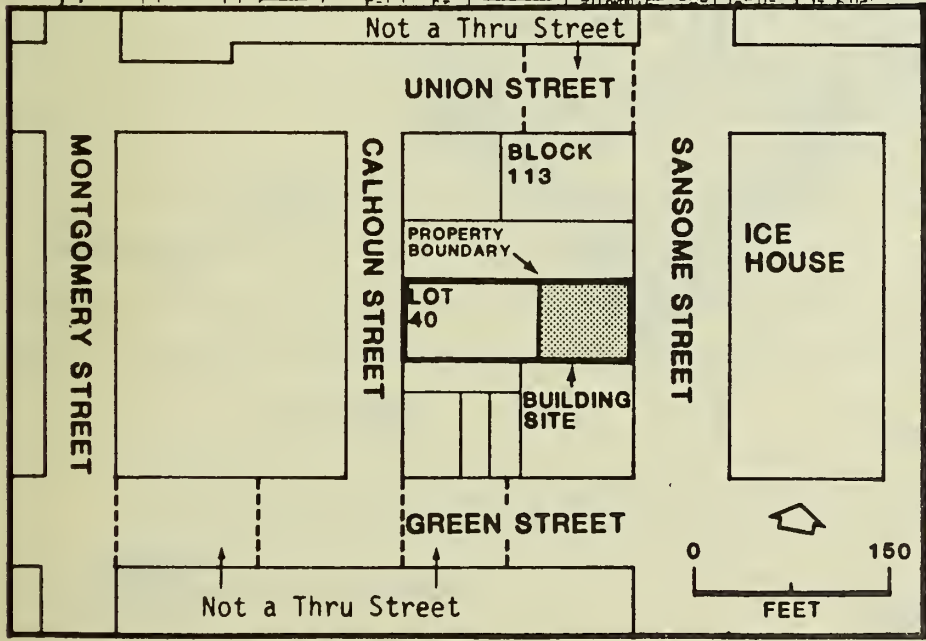 Not a Thru Street
UNION STREET
MONTGOMERY STREET
CALHOUN STREET
BLOCK
113
SANSOME STREET
PROPERTY
BOUNDARY
ICE
HOUSE
LOT
40
BUILDING
SITE
GREEN STREET
0 150
FEET
Not a Thru Street